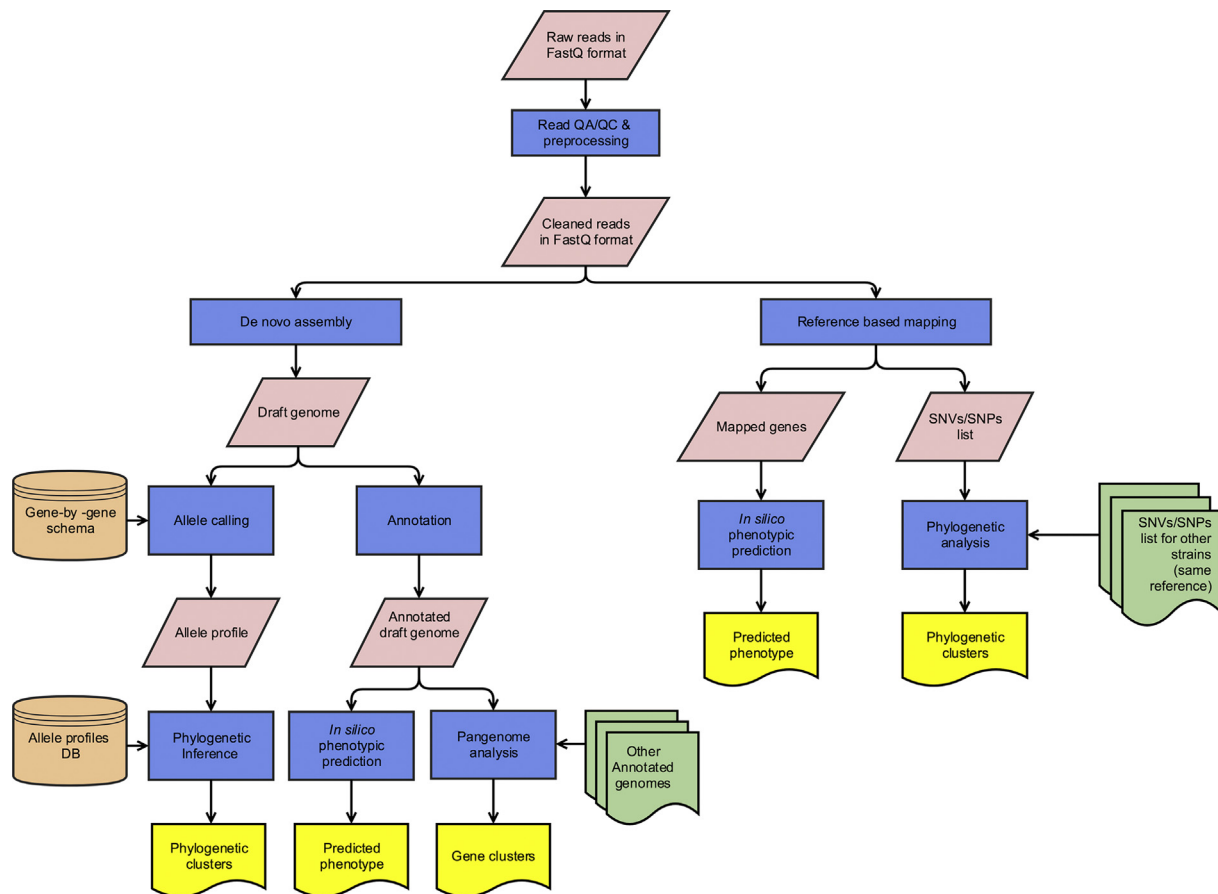 Raw reads in
FastQ format
Read QA/QC &
preprocessing
Cleaned reads
in FastQ format
De novo assembly
Reference based mapping
Draft genome
Mapped genes
SNVs/SNPs
list
Gene-by -gene
schema
Allele calling
Annotation
In silico
phenotypic
prediction
Phylogenetic
analysis
SNVs/SNPs
list for other
strains
(same
reference)
Allele profile
Annotated
draft genome
Predicted
phenotype
Phylogenetic
clusters
Allele profiles
DB
Phylogenetic
Inference
In silico
phenotypic
prediction
Pangenome
analysis
Other
Annotated
genomes
Phylogenetic
clusters
Predicted
phenotype
Gene clusters